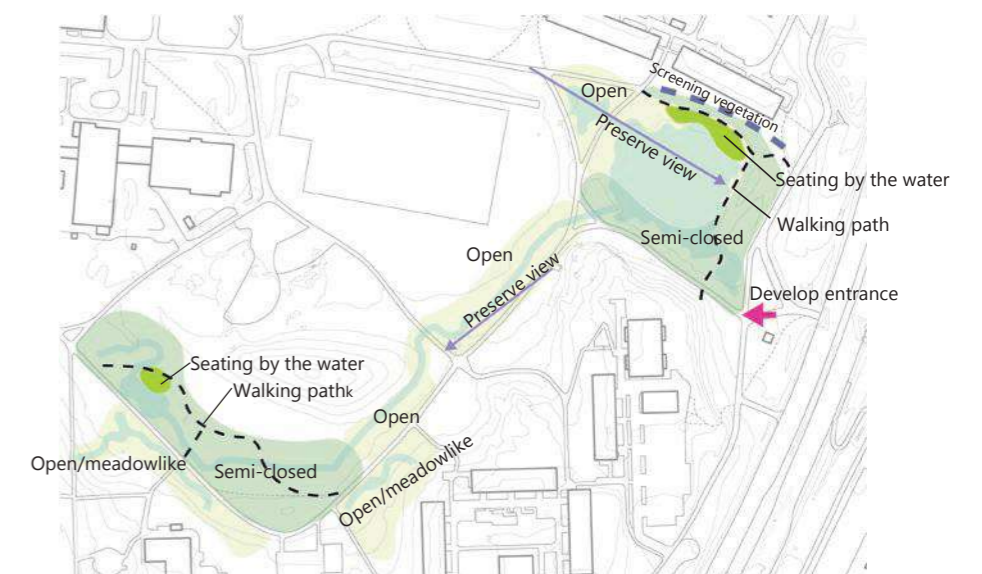 Screening vegetation
Open
Preserve view
Seating by the water
Walking path
Semi-closed
Open
Preserve view
Develop entrance
Seating by the water
Walking pathk
Open
Open/meadowlike
Semi-closed
Open/meadowlike